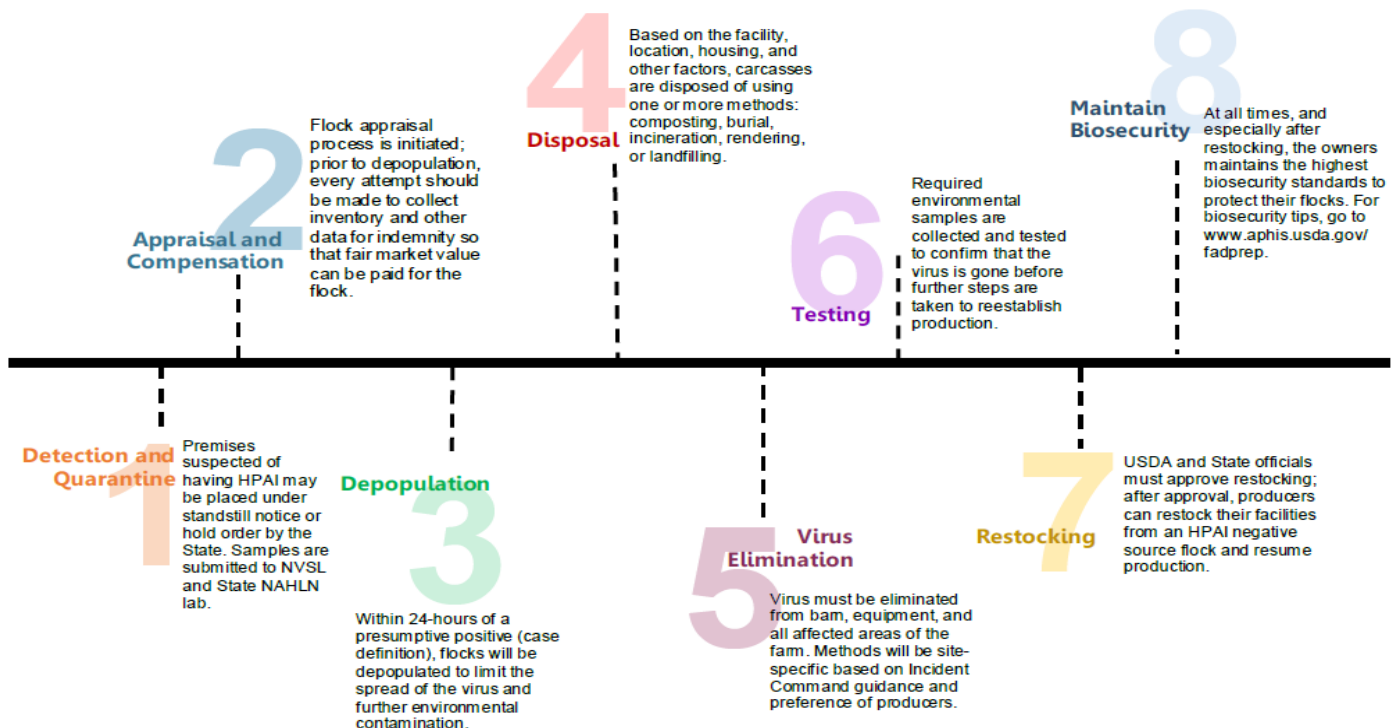 1
Detection and
Quarantine
Premises
suspected of
having HPAI may
be placed under
standstill notice or
hold order by the
State. Samples are
submitted to NVSL
and State NAHLN
lab.
2
Appraisal and
Compensation
Flock appraisal
process is initiated;
prior to depopulation,
every attempt should
be made to collect
inventory and other
data for indemnity so
that fair market value
can be paid for the
flock.
3
Depopulation
Within 24-hours of a
presumptive positive (case
definition), flocks will be
depopulated to limit the
spread of the virus and
further environmental
contamination.
4
Disposal
Based on the facility,
location, housing, and
other factors, carcasses
are disposed of using
one or more methods:
composting, burial,
incineration, rendering,
or landfilling.
5
Virus
Elimination
Virus must be eliminated
from barn, equipment, and
all affected areas of the
farm. Methods will be site-
specific based on Incident
Command guidance and
preference of producers.
6
Testing
Required
environmental
samples are
collected and tested
to confirm that the
virus is gone before
further steps are
taken to reestablish
production.
7
Restocking
USDA and State officials
must approve restocking;
after approval, producers
can restock their facilities
from an HPAI negative
source flock and resume
production.
8
Maintain
Biosecurity
At all times, and
especially after
restocking, the owners
maintains the highest
biosecurity standards to
protect their flocks. For
biosecurity tips, go to
www.aphis.usda.gov/
fadprep.